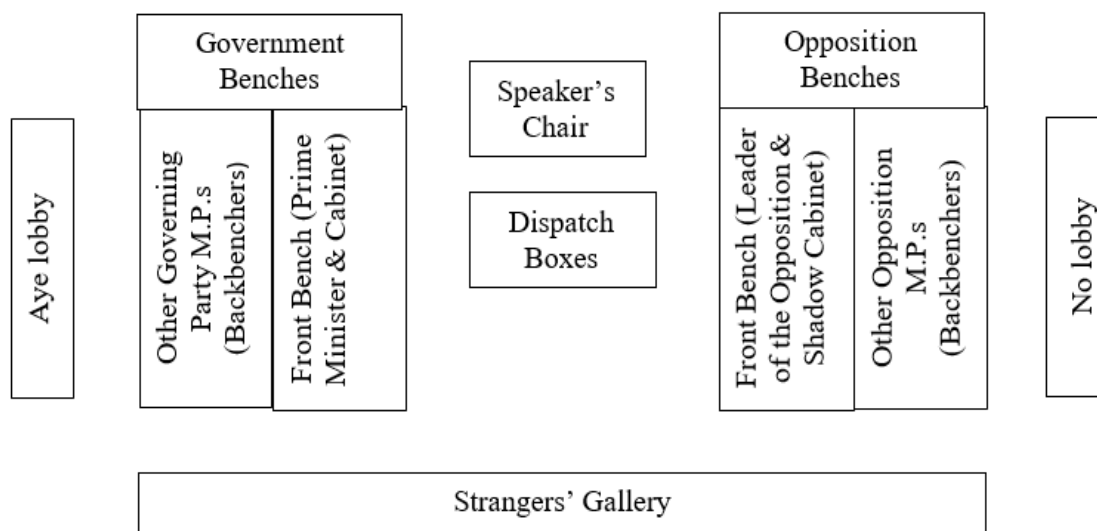 Government
Benches
Opposition
Benches
Speaker's
Chair
Dispatch
Boxes
Aye lobby
Other Governing
Party M.P.s
(Backbenchers)
Front Bench (Prime
Minister & Cabinet)
Front Bench (Leader
of the Opposition &
Shadow Cabinet)
Other Opposition
M.P.s
(Backbenchers)
No lobby
Strangers' Gallery